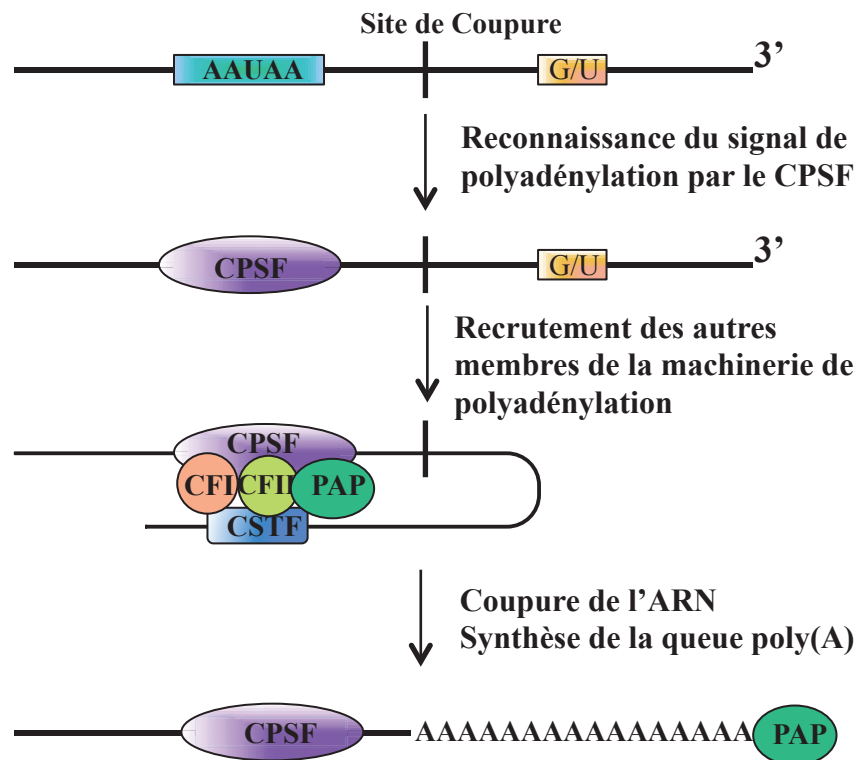 Site de Coupure
AAUAA
G/U
3’
Reconnaissance du signal de
polyadénylation par le CPSF
CPSF
G/U
3’
Recrutement des autres
membres de la machinerie de
polyadénylation
CPSF
CFI
CFII
PAP
CSTF
Coupure de l’ARN
Synthèse de la queue poly(A)
CPSF
AAAAAAAAAAAAAAAA
PAP